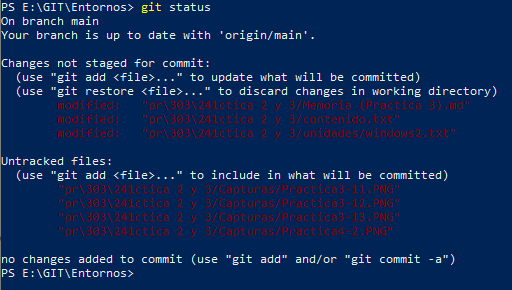 PS E:\GIT\Entornos> git status
On branch main
Your branch is up to date with 'origin/main'.
Changes not staged for commit:
(use "git add <file>..." to update what will be committed)
(use "git restore <file>..." to discard changes in working directory)
modified: "pr\303\241ctica 2 y 3/Memoria (Practica 3).md"
modified: "pr\303\241ctica 2 y 3/contenido.txt"
modified: "pr\303\241ctica 2 y 3/unidades/windows2.txt"
Untracked files:
(use "git add <file>..." to include in what will be committed)
"pr\303\241ctica 2 y 3/Capturas/Practica3-11.PNG"
"pr\303\241ctica 2 y 3/Capturas/Practica3-12.PNG"
"pr\303\241ctica 2 y 3/Capturas/Practica3-13.PNG"
"pr\303\241ctica 2 y 3/Capturas/Practica4-2.PNG"
no changes added to commit (use "git add" and/or "git commit -a")
PS E:\GIT\Entornos>